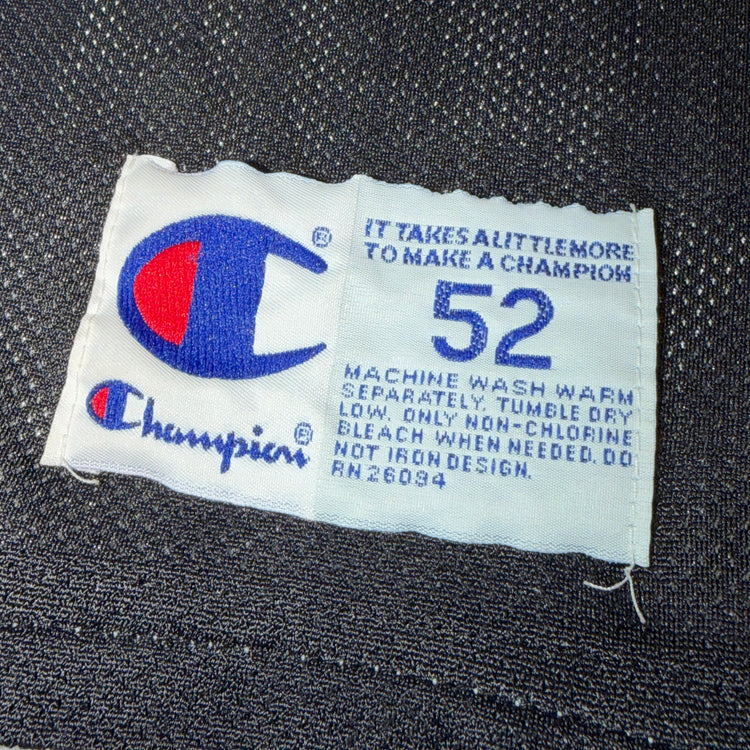 Champion®
IT TAKES A LITTLE MORE
TO MAKE A CHAMPION
52
MACHINE WASH WARM
SEPARATELY. TUMBLE DRY
LOW. ONLY NON-CHLORINE
BLEACH WHEN NEEDED. DO
NOT IRON DESIGN.
RN 26094